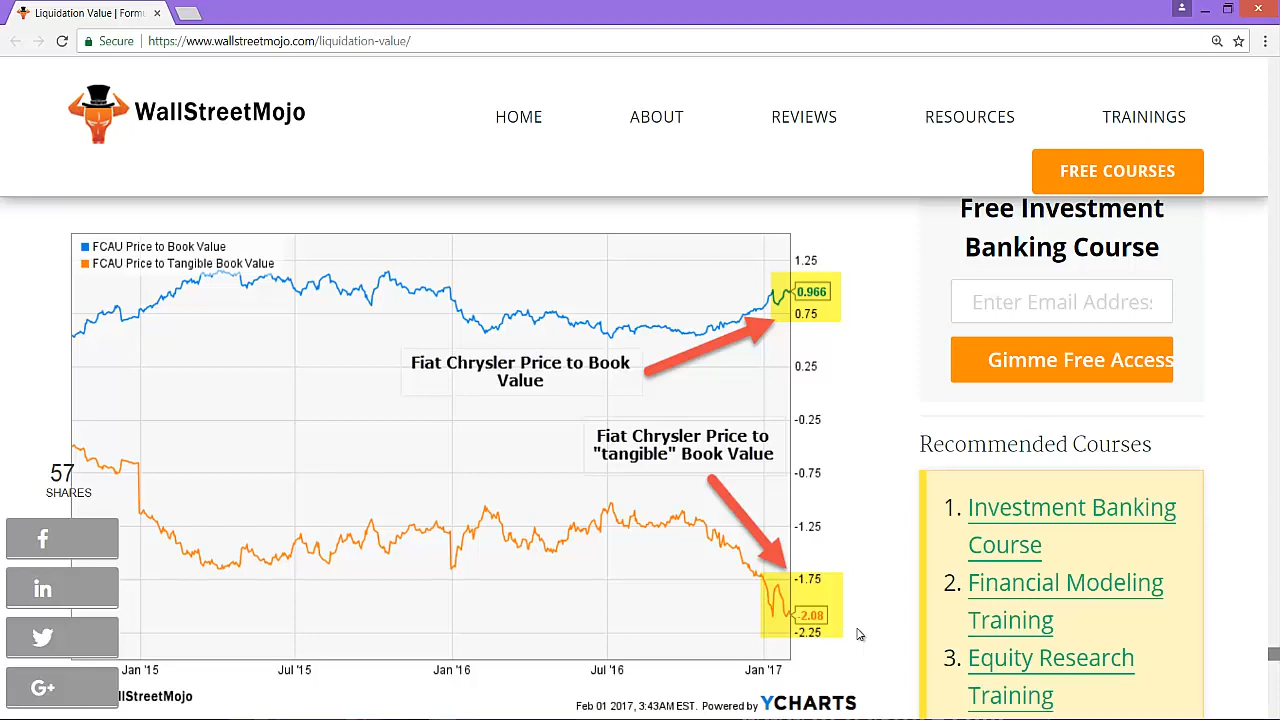 Liquidation Value | Formu
Secure
https://www.wallstreetmojo.com/liquidation-value/
WallStreetMojo
HOME
ABOUT
REVIEWS
RESOURCES
TRAININGS
FREE COURSES
FCAU Price to Book Value
FCAU Price to Tangible Book Value
1.25
0.966
0.75
0.25
-0.25
-0.75
-1.25
-1.75
-2.08
-2.25
Fiat Chrysler Price to Book
Value
Fiat Chrysler Price to
"tangible" Book Value
Jan '15
Jul '15
Jan '16
Jul '16
Jan '17
llStreetMojo
Feb 01 2017, 3:43AM EST. Powered by YCHARTS
57
SHARES
f
in
G+
Free Investment
Banking Course
Enter Email Address
Gimme Free Access
Recommended Courses
1. Investment Banking
Course
2. Financial Modeling
Training
3. Equity Research
Training